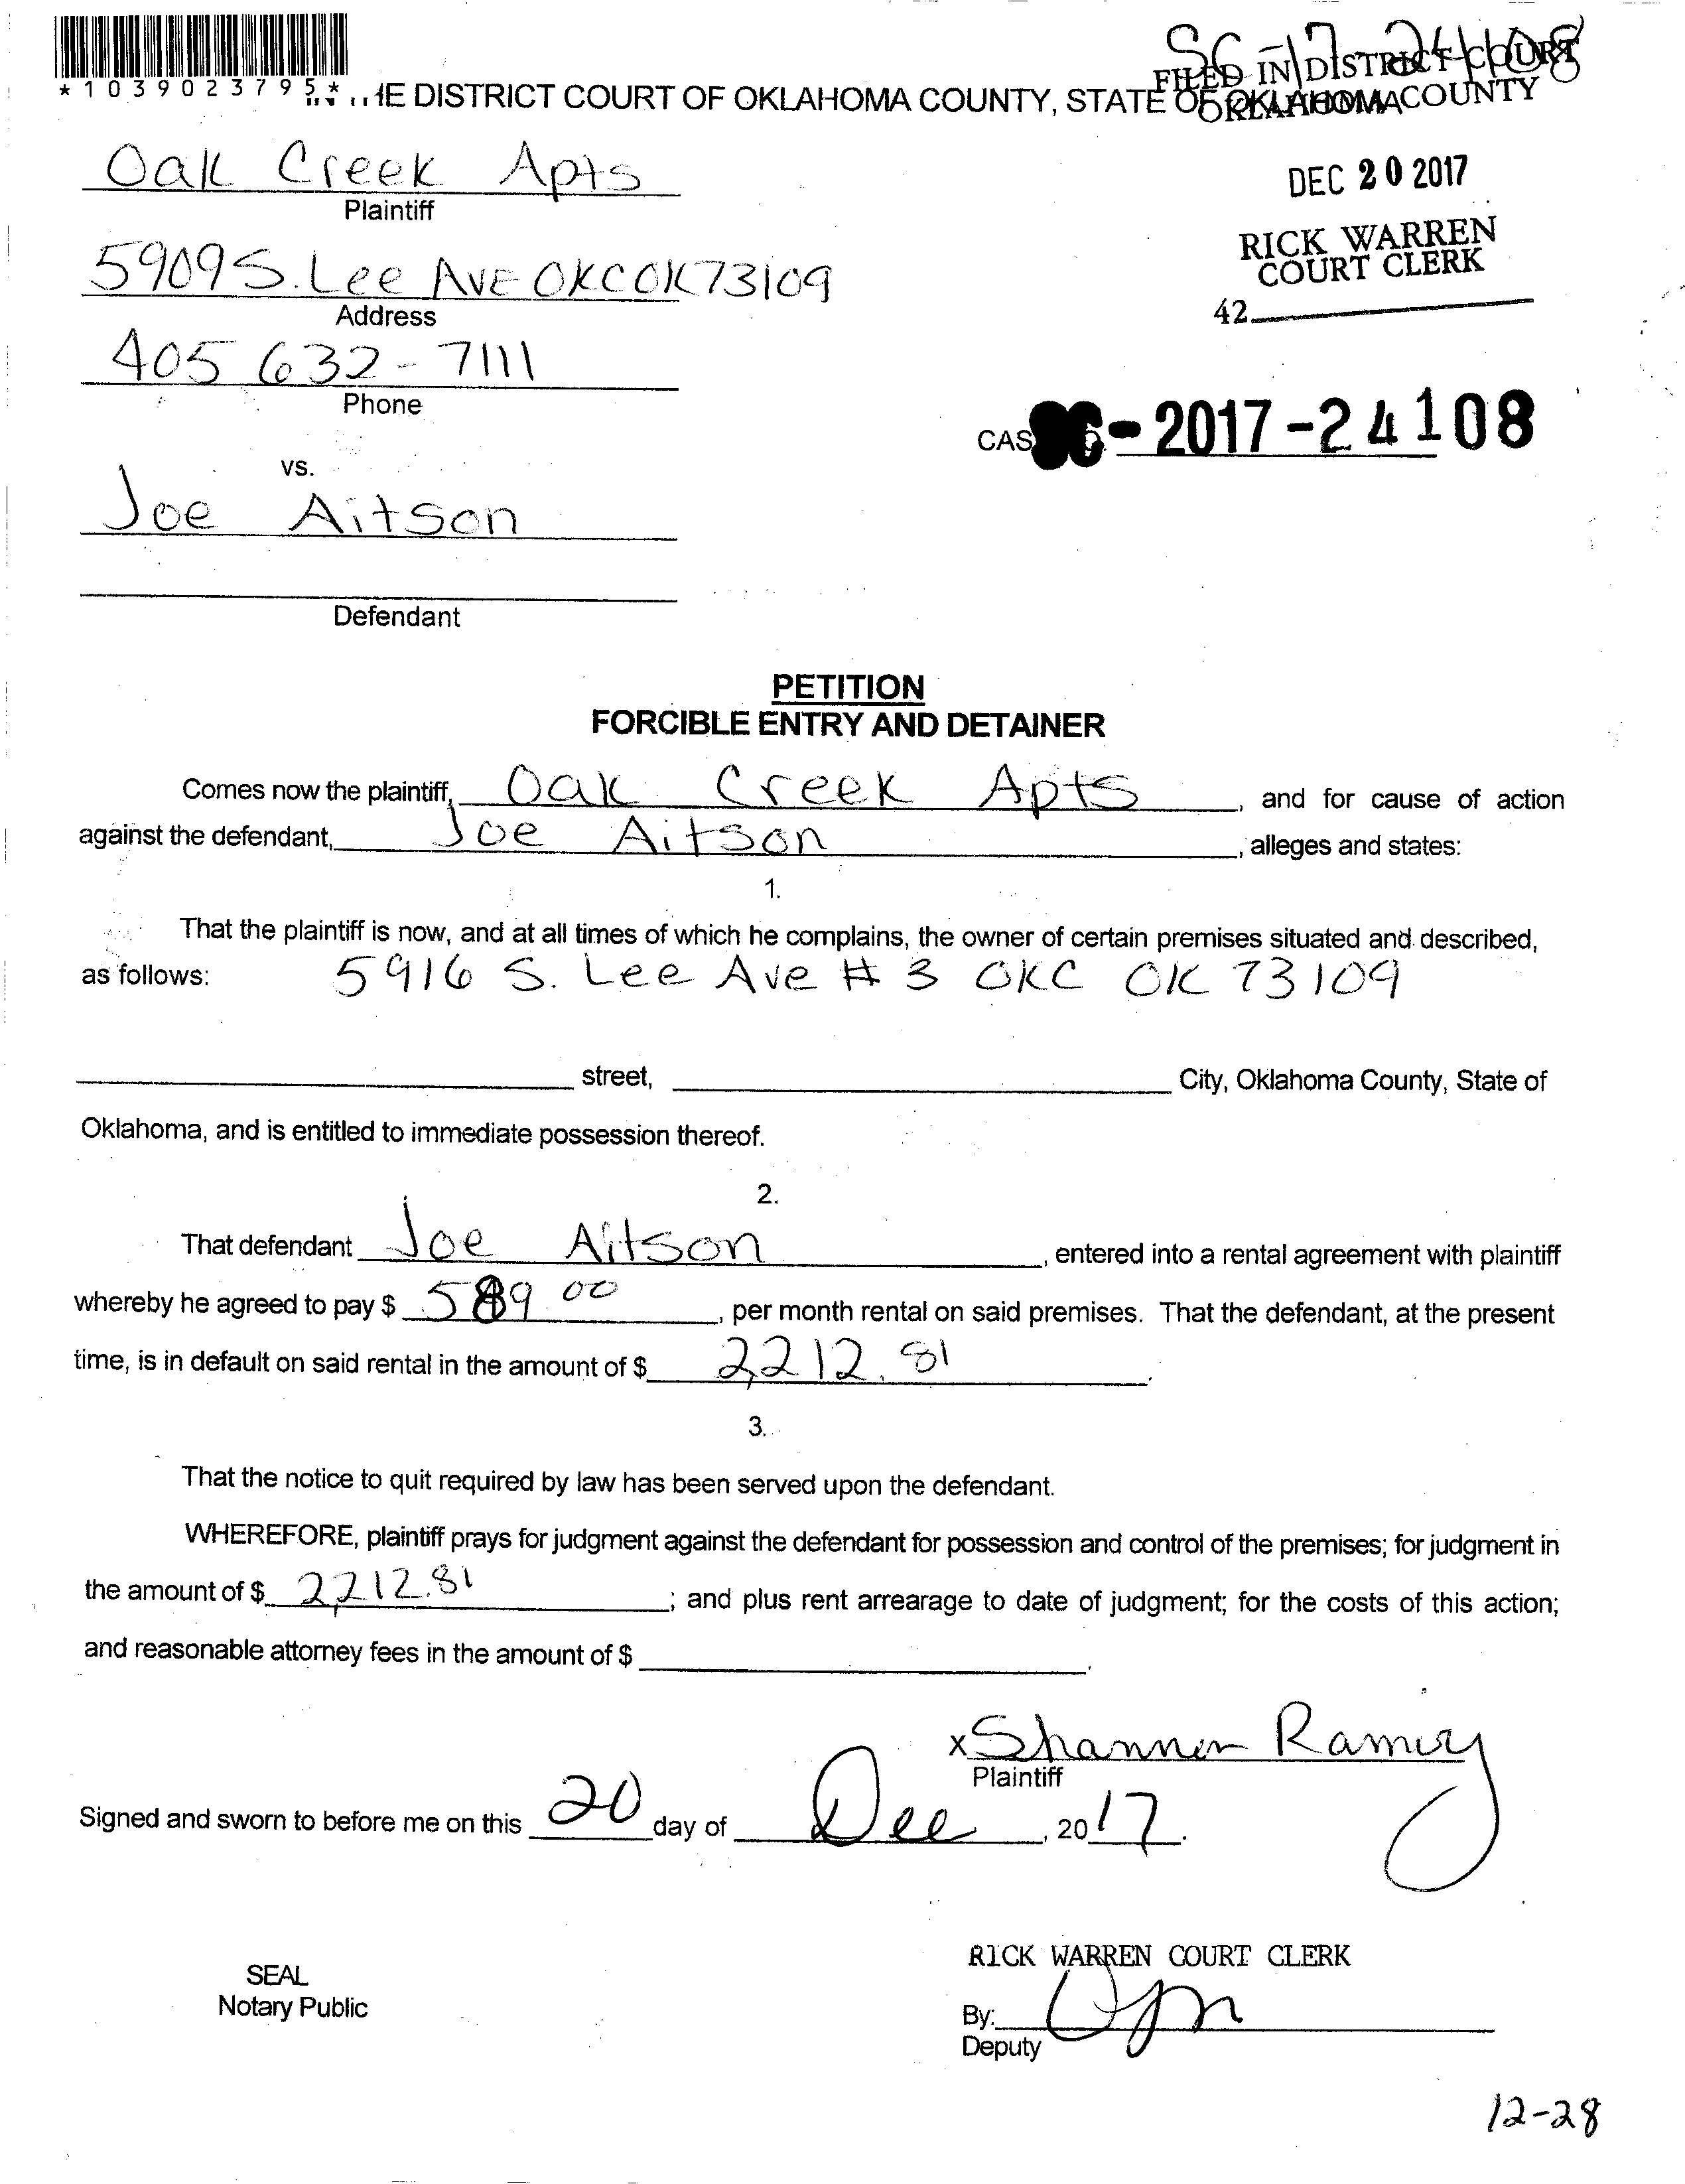 SC-17-24108
FILED IN DISTRICT COURT
*1039023795*
HE DISTRICT COURT OF OKLAHOMA COUNTY, STATE OF OKLAHOMA
OKLAHOMA COUNTY
Oak Creek Apts
Plaintiff
DEC 20 2017
RICK WARREN
COURT CLERK
42
5909 S. Lee AVE OKC OK 73109
Address
405 632-7111
Phone
CAS SC-2017-24108
vs.
Joe Aitson
Defendant
PETITION
FORCIBLE ENTRY AND DETAINER
Comes now the plaintiff, Oak Creek Apts, and for cause of action
against the defendant, Joe Aitson, alleges and states:
1.
That the plaintiff is now, and at all times of which he complains, the owner of certain premises situated and described,
as follows: 5916 S. Lee Ave # 3 OKC OK 73109
street, City, Oklahoma County, State of
Oklahoma, and is entitled to immediate possession thereof.
2.
That defendant Joe Aitson, entered into a rental agreement with plaintiff
whereby he agreed to pay $ 589 00, per month rental on said premises. That the defendant, at the present
time, is in default on said rental in the amount of $ 2,212.81.
3.
That the notice to quit required by law has been served upon the defendant.
WHEREFORE, plaintiff prays for judgment against the defendant for possession and control of the premises; for judgment in
the amount of $ 2,212.81; and plus rent arrearage to date of judgment; for the costs of this action;
and reasonable attorney fees in the amount of $ .
x Shannon Ramey
Plaintiff
Signed and sworn to before me on this 20 day of Dec, 2017.
RICK WARREN COURT CLERK
SEAL
Notary Public
By:
Deputy
12-28